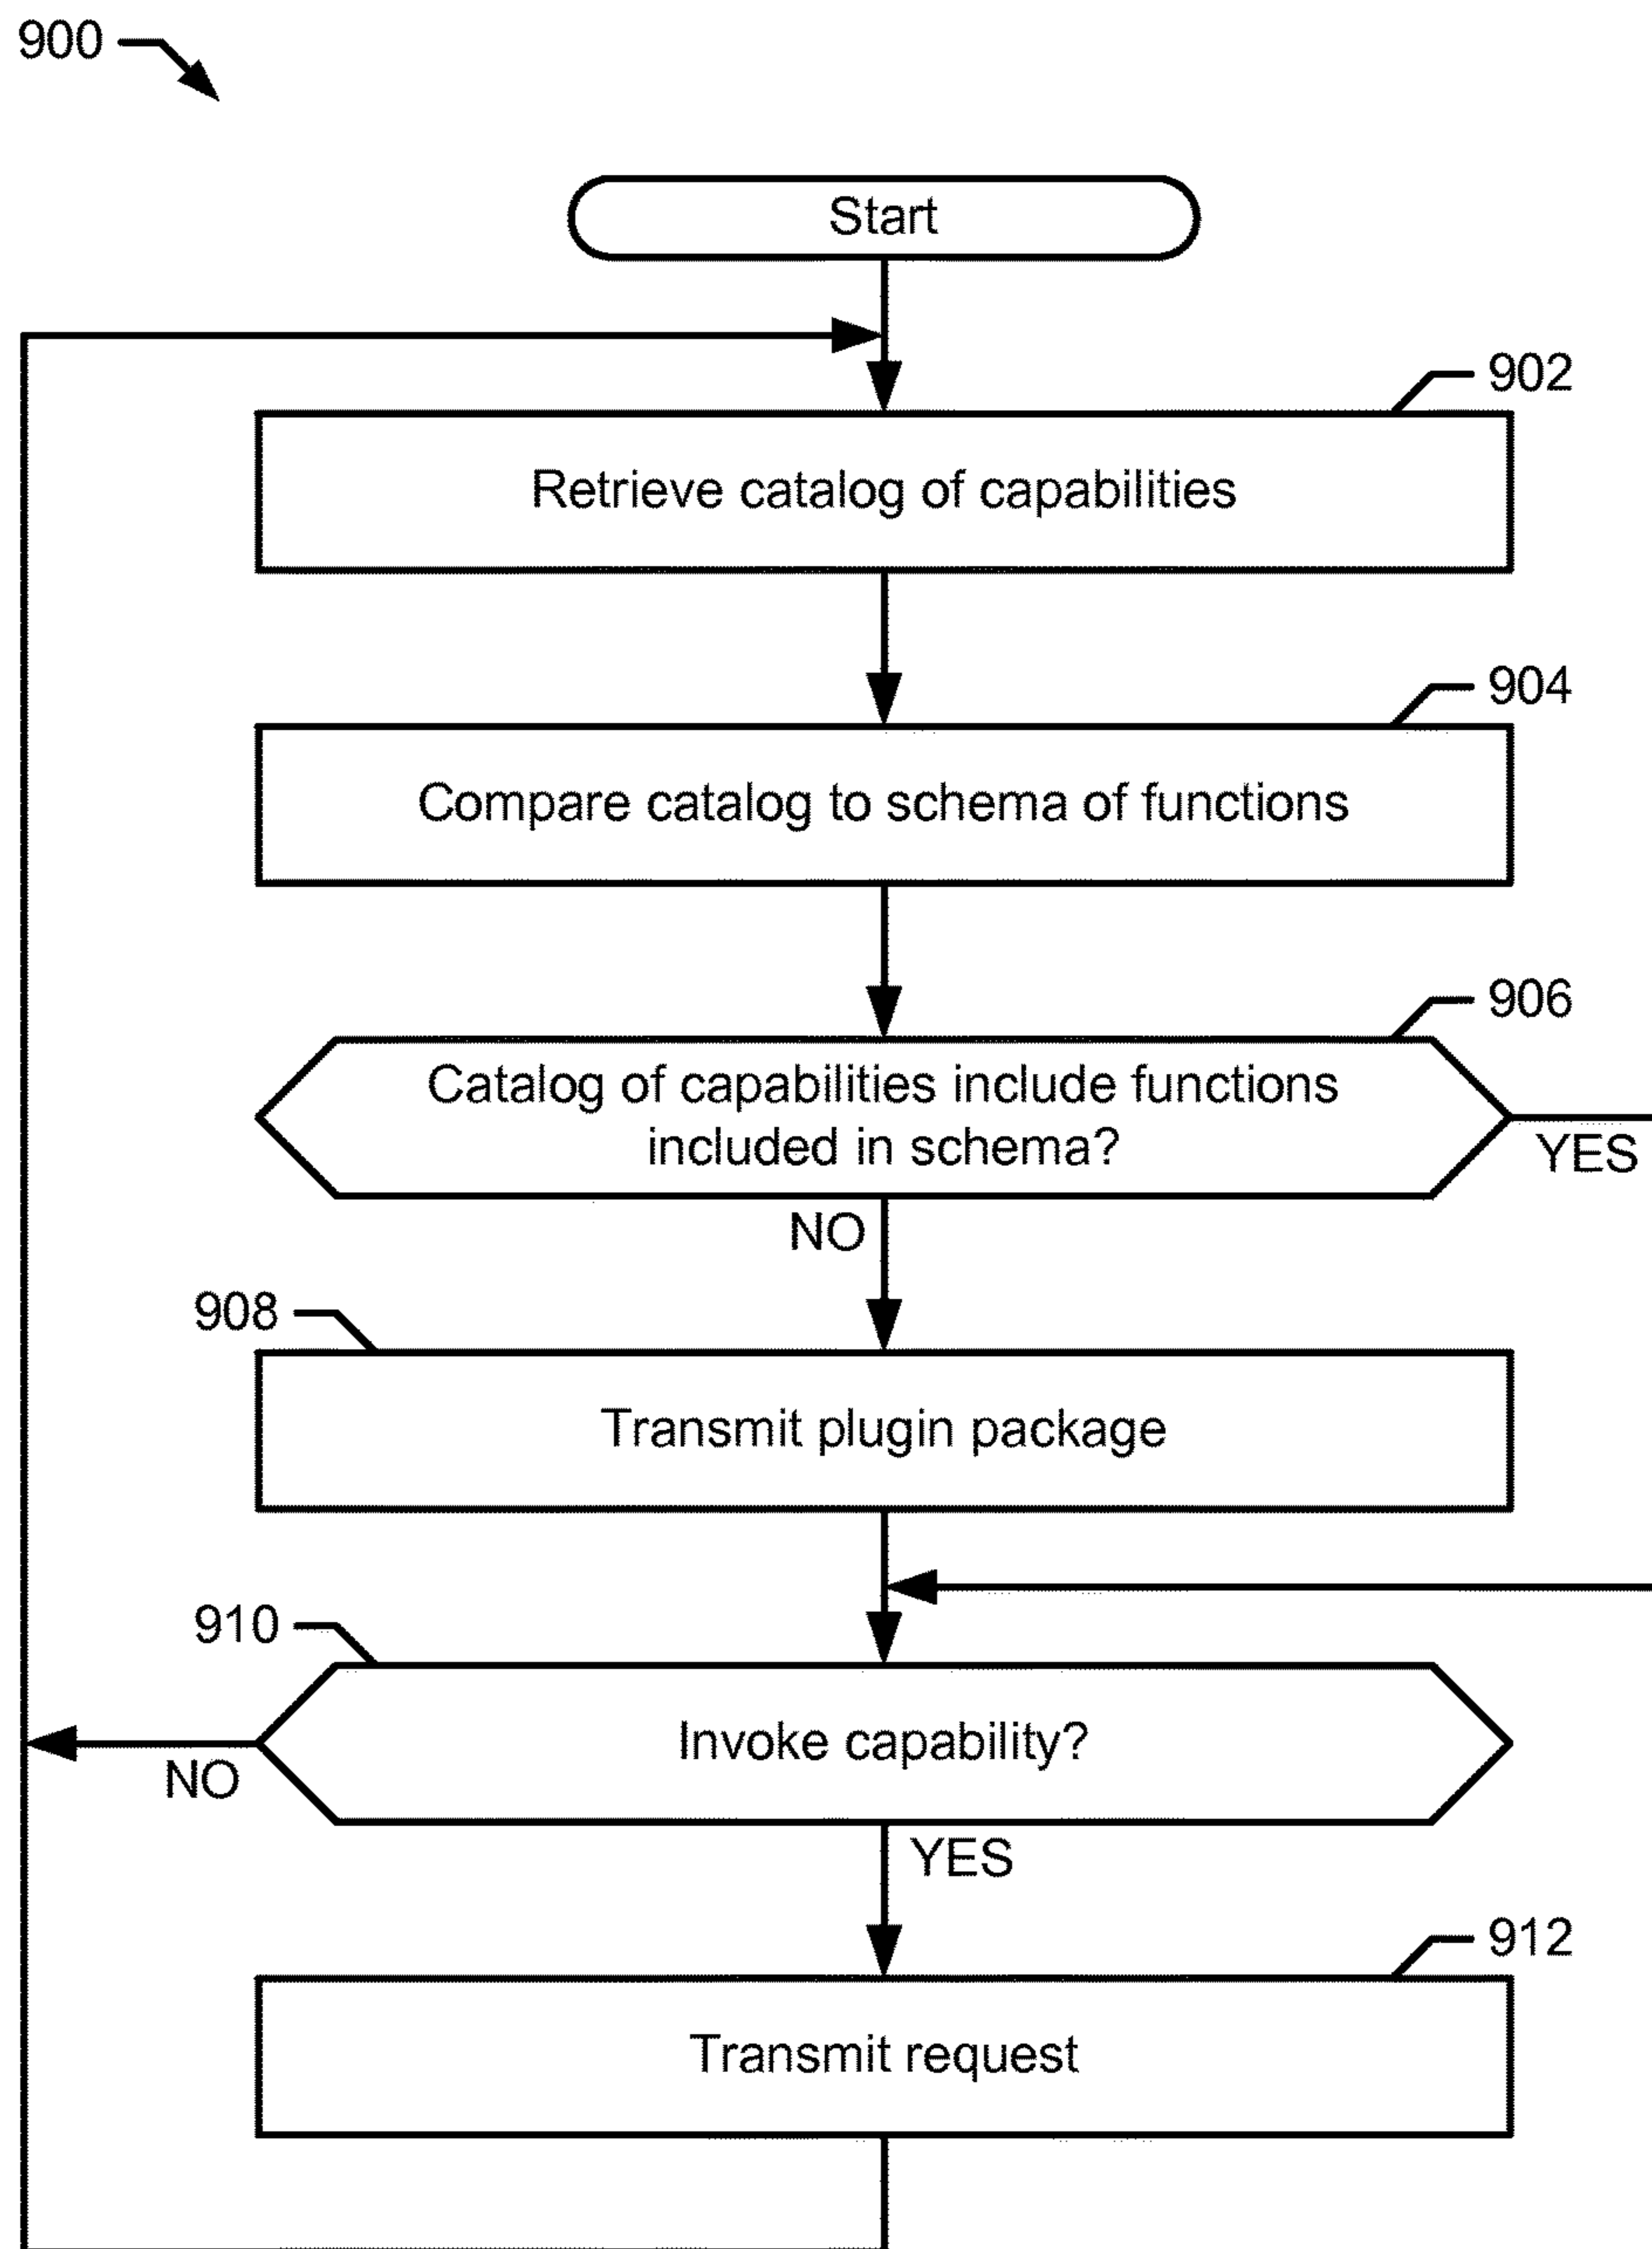 900
Start
902
Retrieve catalog of capabilities
904
Compare catalog to schema of functions
906
Catalog of capabilities include functions
included in schema?
YES
NO
908
Transmit plugin package
910
Invoke capability?
NO
YES
912
Transmit request